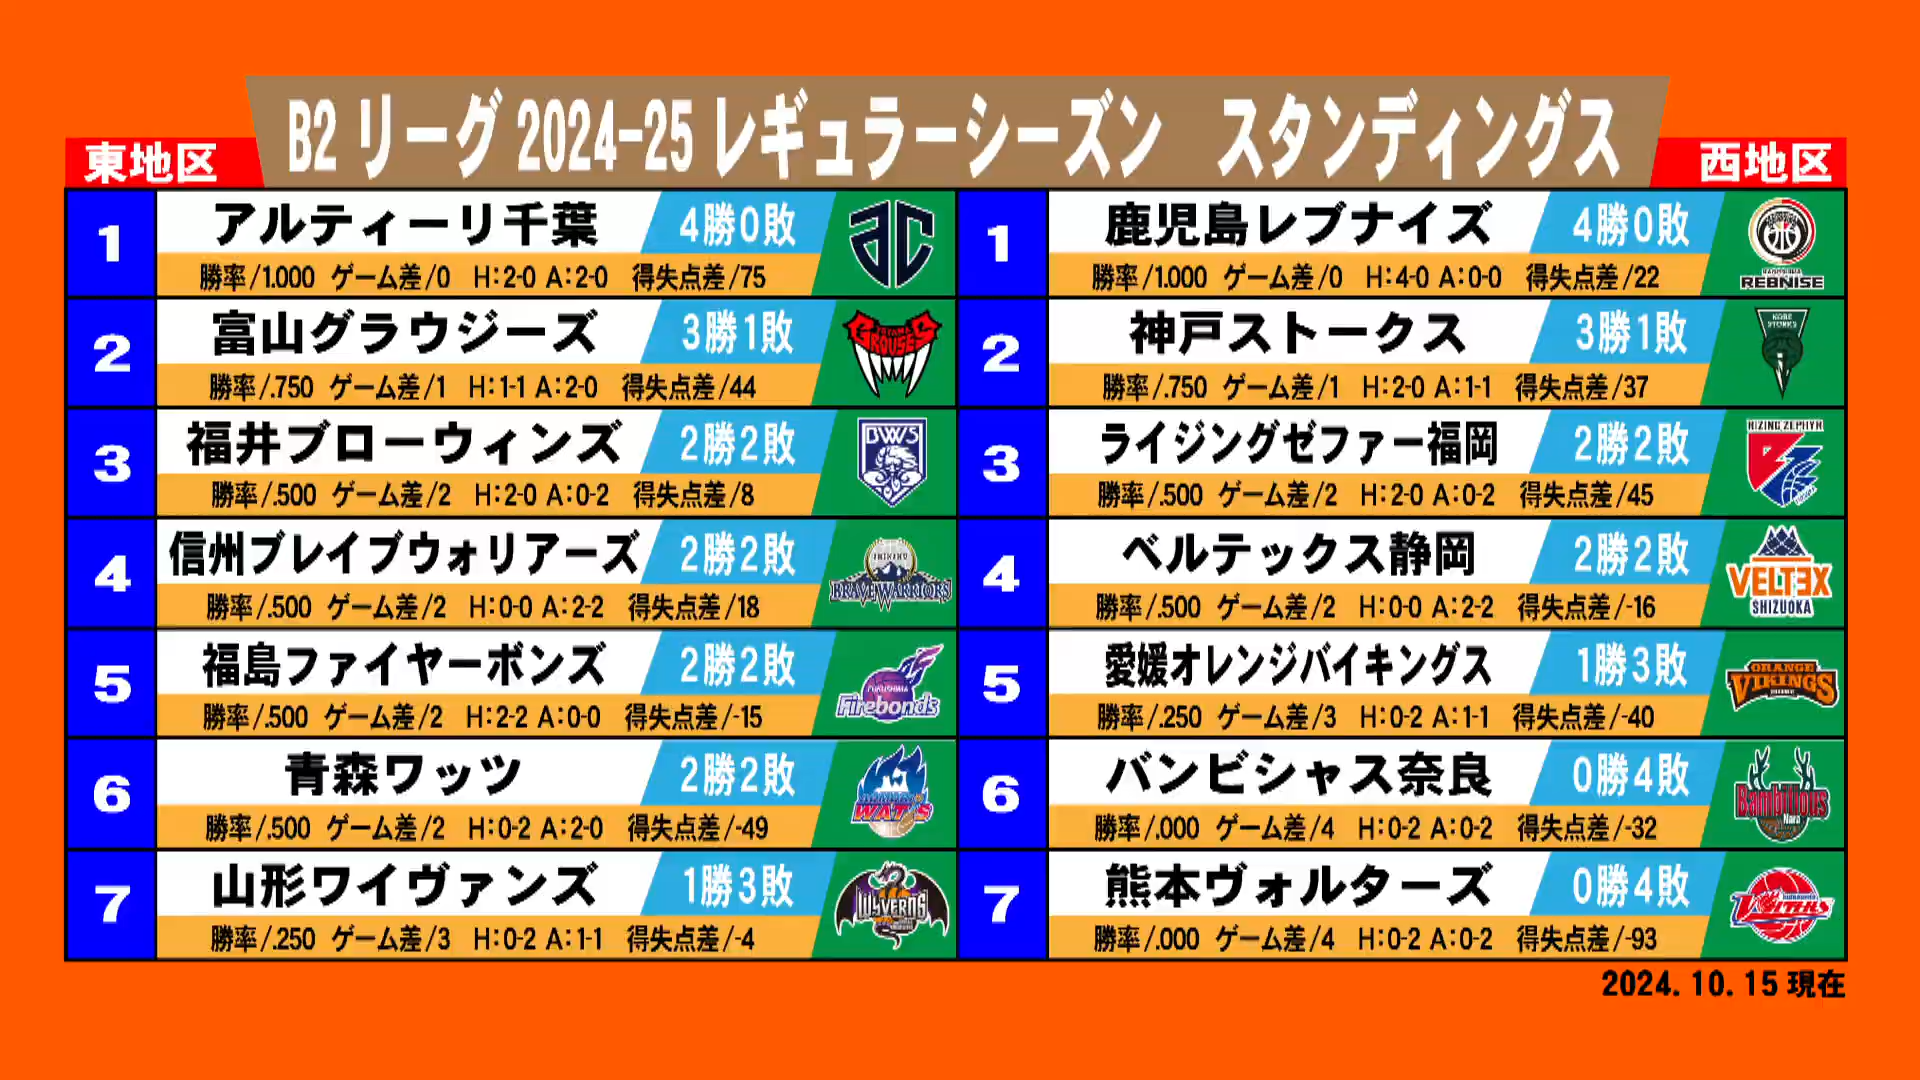 B2 リーグ 2024-25 レギュラーシーズン　スタンディングス
東地区
1
アルティーリ千葉 4勝0敗
勝率/1.000 ゲーム差/0 H:2-0 A:2-0 得失点差/75
2
富山グラウジーズ 3勝1敗
勝率/.750 ゲーム差/1 H:1-1 A:2-0 得失点差/44
GROUSES
3
福井ブローウィンズ 2勝2敗
勝率/.500 ゲーム差/2 H:2-0 A:0-2 得失点差/8
BWS
4
信州ブレイブウォリアーズ 2勝2敗
勝率/.500 ゲーム差/2 H:0-0 A:2-2 得失点差/18
BRAVE WARRIORS
5
福島ファイヤーボンズ 2勝2敗
勝率/.500 ゲーム差/2 H:2-2 A:0-0 得失点差/-15
FUKUSHIMA
Firebonds
6
青森ワッツ 2勝2敗
勝率/.500 ゲーム差/2 H:0-2 A:2-0 得失点差/-49
WAT'S
7
山形ワイヴァンズ 1勝3敗
勝率/.250 ゲーム差/3 H:0-2 A:1-1 得失点差/-4
WYVERNS
西地区
1
鹿児島レブナイズ 4勝0敗
勝率/1.000 ゲーム差/0 H:4-0 A:0-0 得失点差/22
REBNISE
2
神戸ストークス 3勝1敗
勝率/.750 ゲーム差/1 H:2-0 A:1-1 得失点差/37
KOBE
STORKS
3
ライジングゼファー福岡 2勝2敗
勝率/.500 ゲーム差/2 H:2-0 A:0-2 得失点差/45
RIZING ZEPHYR
4
ベルテックス静岡 2勝2敗
勝率/.500 ゲーム差/2 H:0-0 A:2-2 得失点差/-16
VELTEX
SHIZUOKA
5
愛媛オレンジバイキングス 1勝3敗
勝率/.250 ゲーム差/3 H:0-2 A:1-1 得失点差/-40
ORANGE
VIKINGS
6
バンビシャス奈良 0勝4敗
勝率/.000 ゲーム差/4 H:0-2 A:0-2 得失点差/-32
Bambitious
Nara
7
熊本ヴォルターズ 0勝4敗
勝率/.000 ゲーム差/4 H:0-2 A:0-2 得失点差/-93
2024.10.15 現在